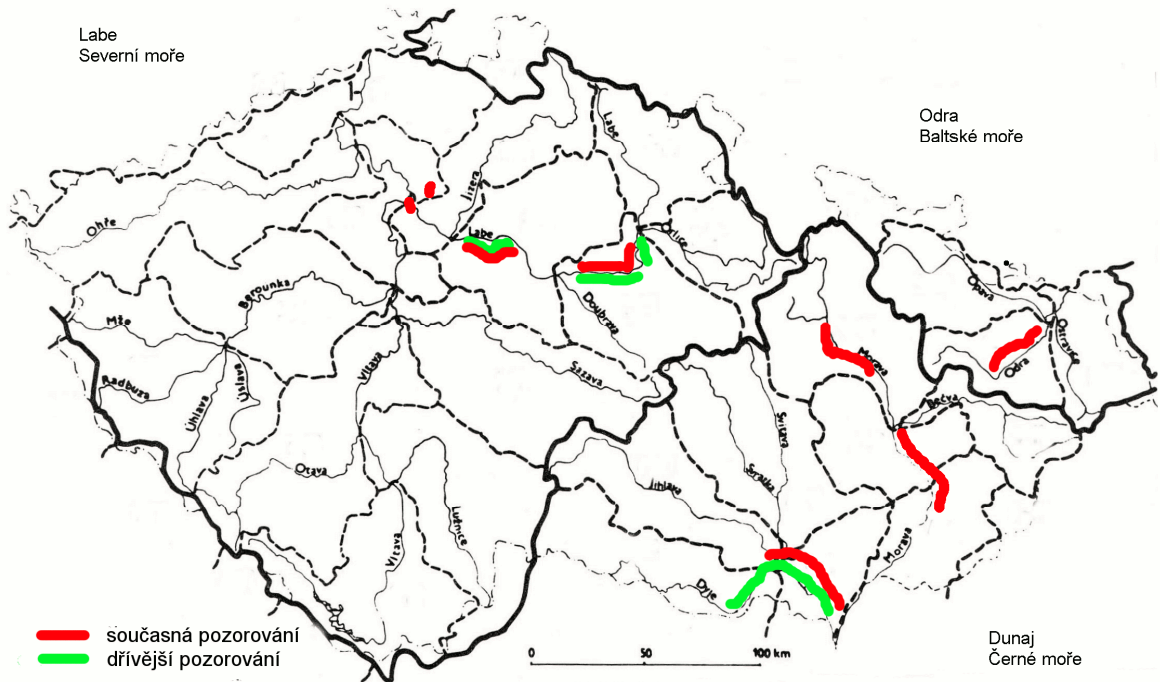 Labe
Severní moře
Odra
Baltské moře
Labe
Jizera
Ohře
Labe
Orlice
Berounka
Doubrava
Opava
Mže
Vltava
Morava
Ostravice
Odra
Radbuza
Úhlava
Úslava
Sázava
Bečva
Svitava
Otava
Svratka
Jihlava
Lužnice
Vltava
Morava
Dyje
současná pozorování
dřívější pozorování
0
50
100 km
Dunaj
Černé moře